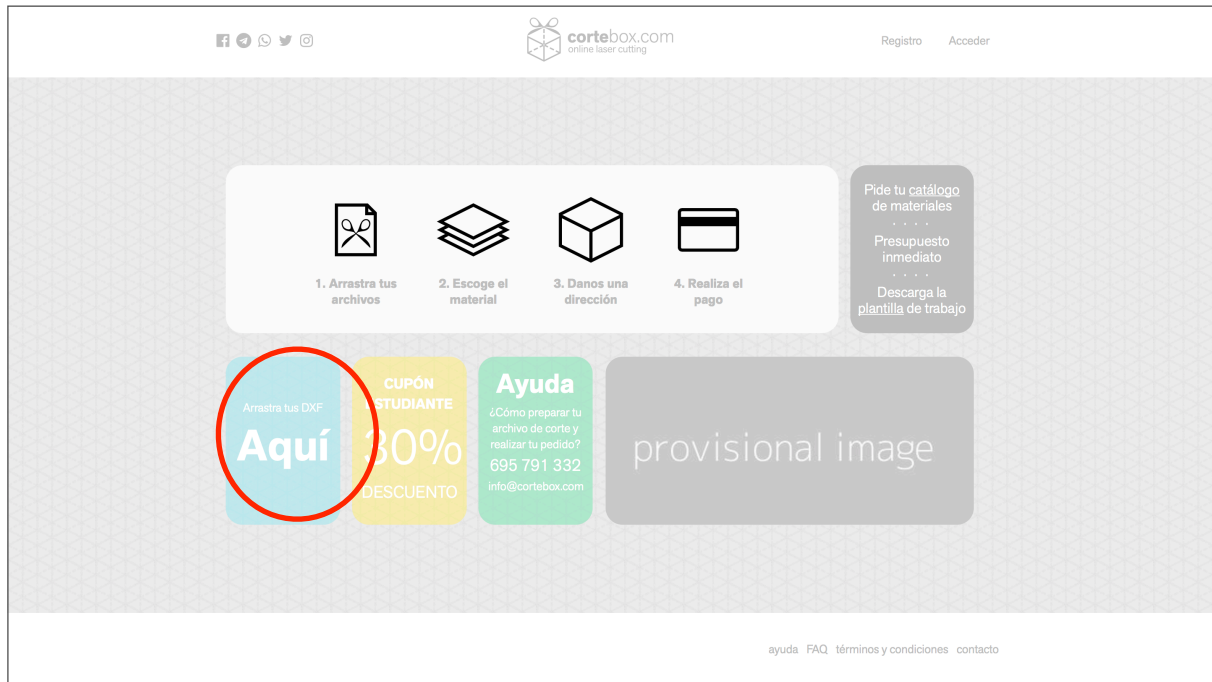 cortebox.com
online laser cutting
Registro Acceder
1. Arrastra tus
archivos
2. Escoge el
material
3. Danos una
dirección
4. Realiza el
pago
Pide tu catálogo
de materiales
. . . .
Presupuesto
inmediato
. . . .
Descarga la
plantilla de trabajo
Arrastra tus DXF
Aquí
CUPÓN
ESTUDIANTE
30%
DESCUENTO
Ayuda
¿Cómo preparar tu
archivo de corte y
realizar tu pedido?
695 791 332
info@cortebox.com
provisional image
ayuda FAQ términos y condiciones contacto